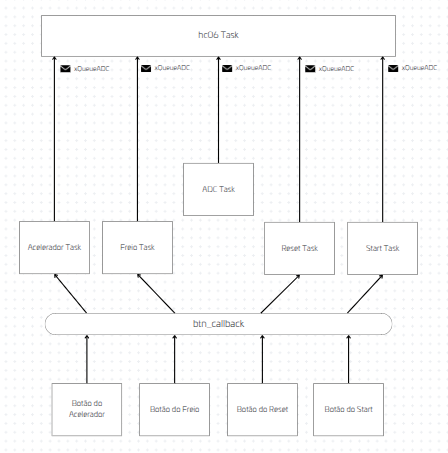 hc06 Task
xQueueADC
xQueueADC
xQueueADC
xQueueADC
xQueueADC
ADC Task
Acelerador Task
Freio Task
Reset Task
Start Task
btn_callback
Botão do
Acelerador
Botão do Freio
Botão do Reset
Botão do Start